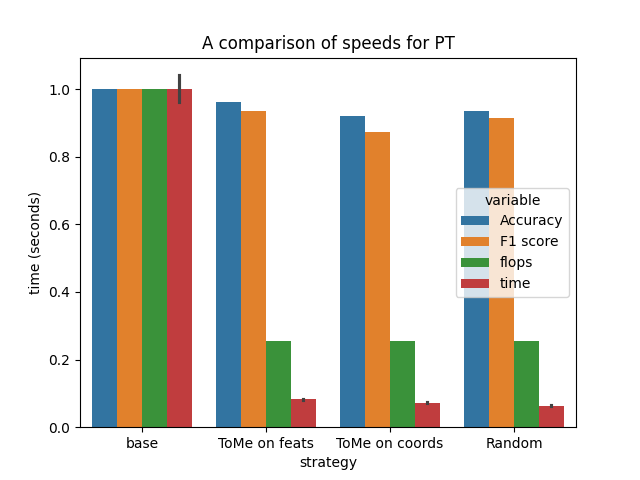 A comparison of speeds for PT
time (seconds)
1.0
0.8
0.6
0.4
0.2
0.0
variable
Accuracy
F1 score
flops
time
base
ToMe on feats
ToMe on coords
Random
strategy